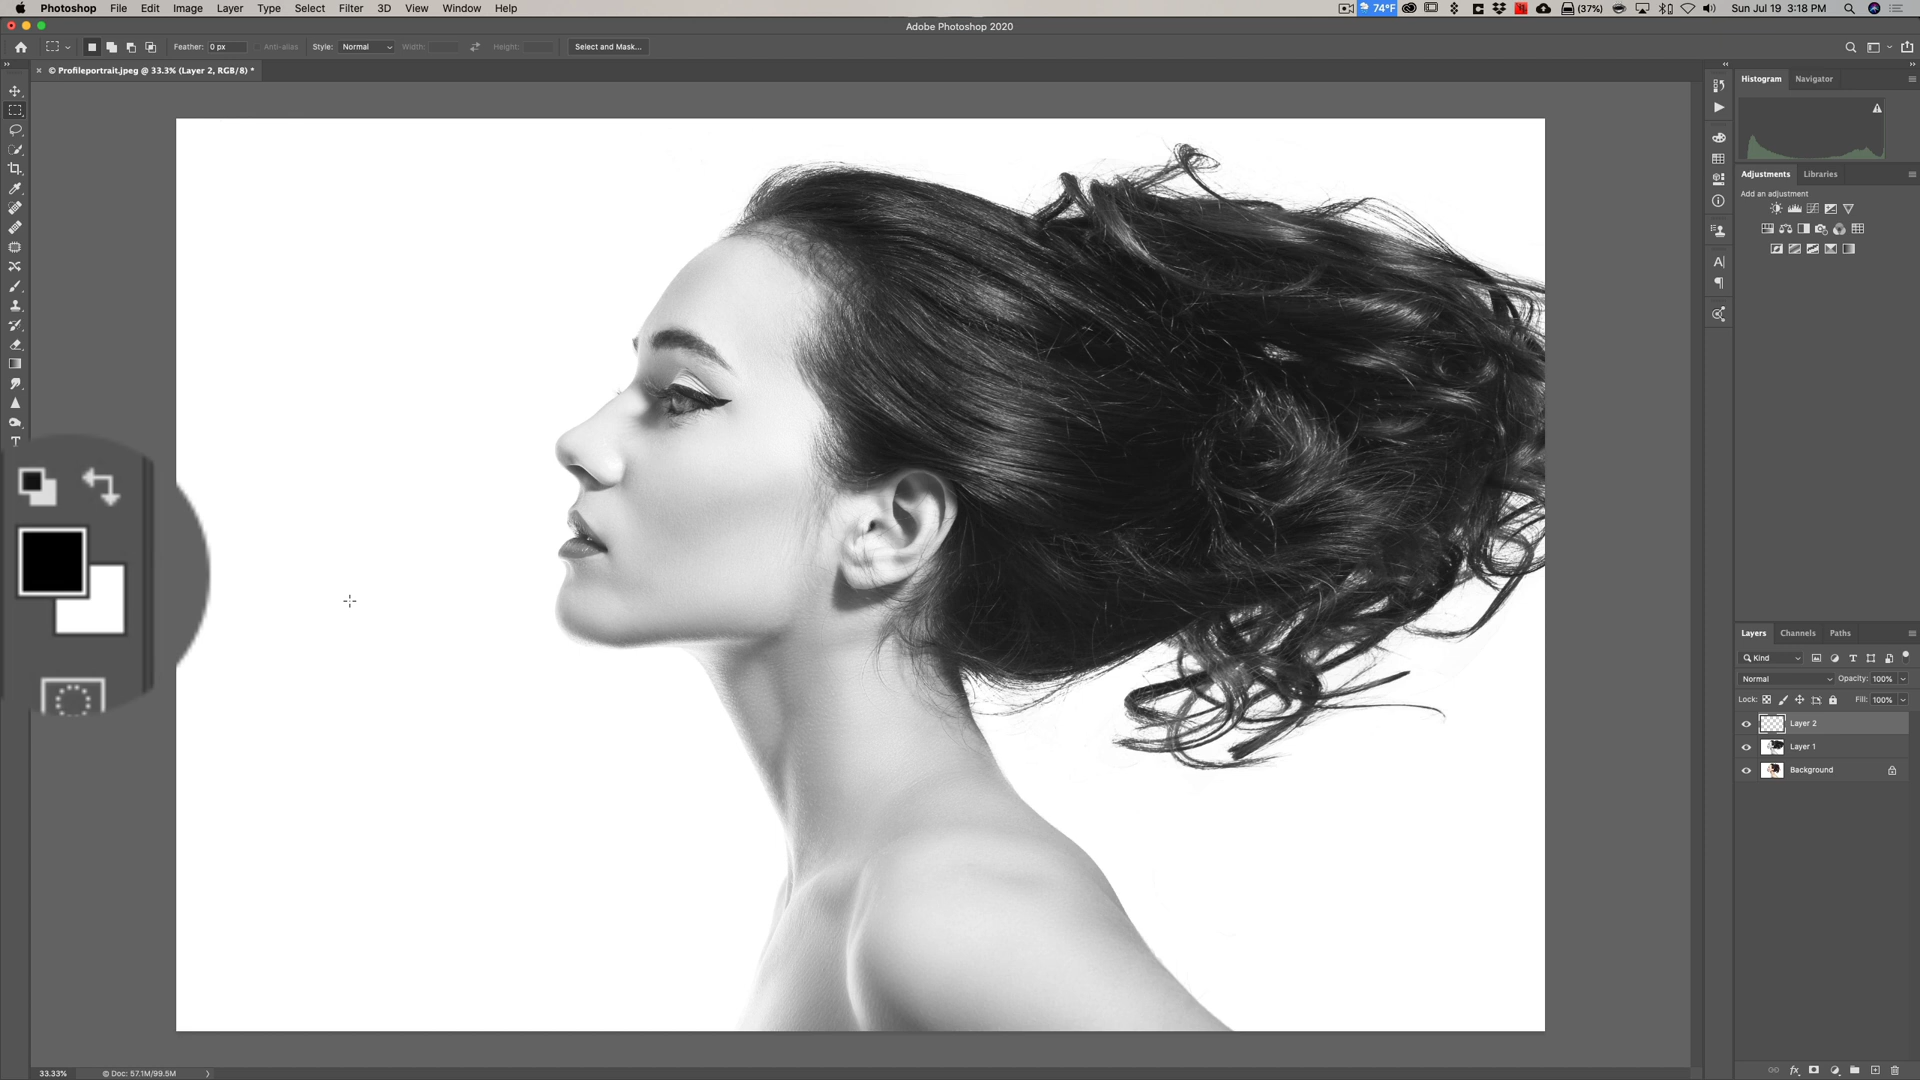 Photoshop File Edit Image Layer Type Select Filter 3D View Window Help 74°F (37%) Sun Jul 19 3:18 PM
Adobe Photoshop 2020
Feather: 0 px Anti-alias Style: Normal Width: Height: Select and Mask...
© Profileportrait.jpeg @ 33.3% (Layer 2, RGB/8) *
Histogram Navigator
Adjustments Libraries
Add an adjustment
Layers Channels Paths
Kind
Normal Opacity: 100%
Lock: Fill: 100%
Layer 2
Layer 1
Background
33.33% © Doc: 57.1M/99.5M